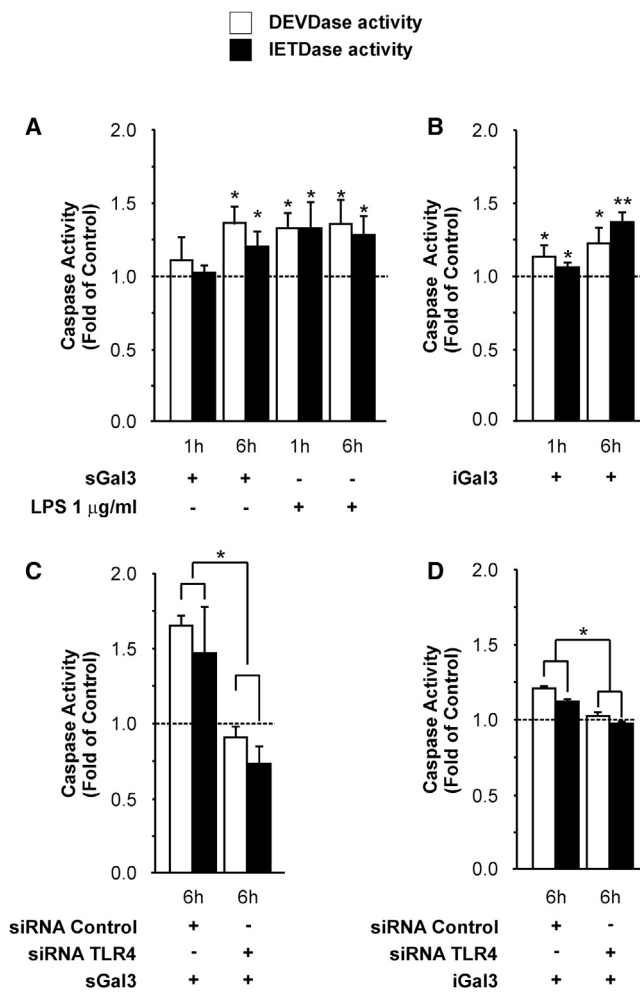 DEVDase activity
IETDase activity
A
B
2.0
1.5
1.0
0.5
0.0
Caspase Activity
(Fold of Control)
* * * * * *
1h 6h 1h 6h
sGal3 + + - -
LPS 1 μg/ml - - + +
2.0
1.5
1.0
0.5
0.0
Caspase Activity
(Fold of Control)
* * * **
1h 6h
iGal3 + +
C
D
2.0
1.5
1.0
0.5
0.0
Caspase Activity
(Fold of Control)
*
6h 6h
siRNA Control + -
siRNA TLR4 - +
sGal3 + +
2.0
1.5
1.0
0.5
0.0
Caspase Activity
(Fold of Control)
*
6h 6h
siRNA Control + -
siRNA TLR4 - +
iGal3 + +